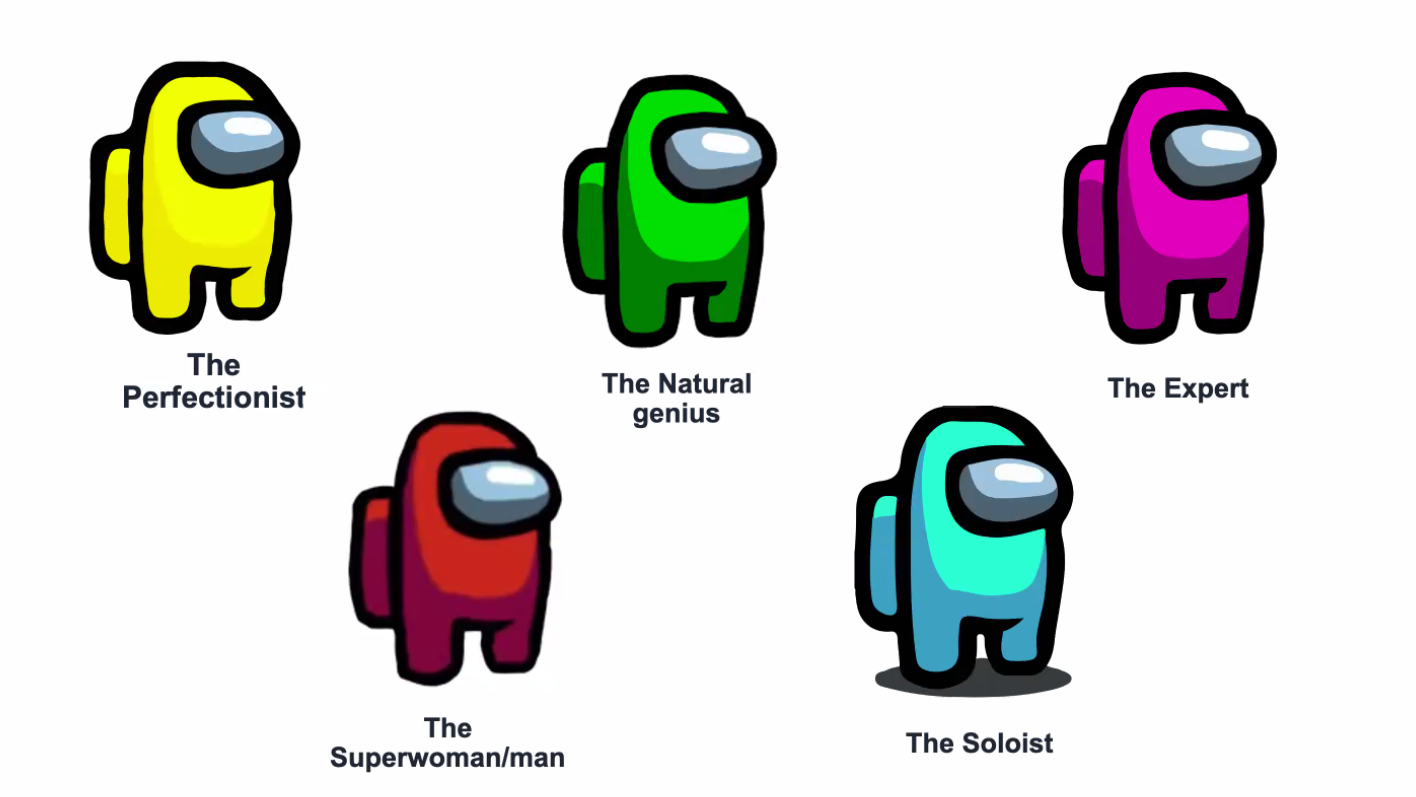 The
Perfectionist
The Natural
genius
The Expert
The
Superwoman/man
The Soloist